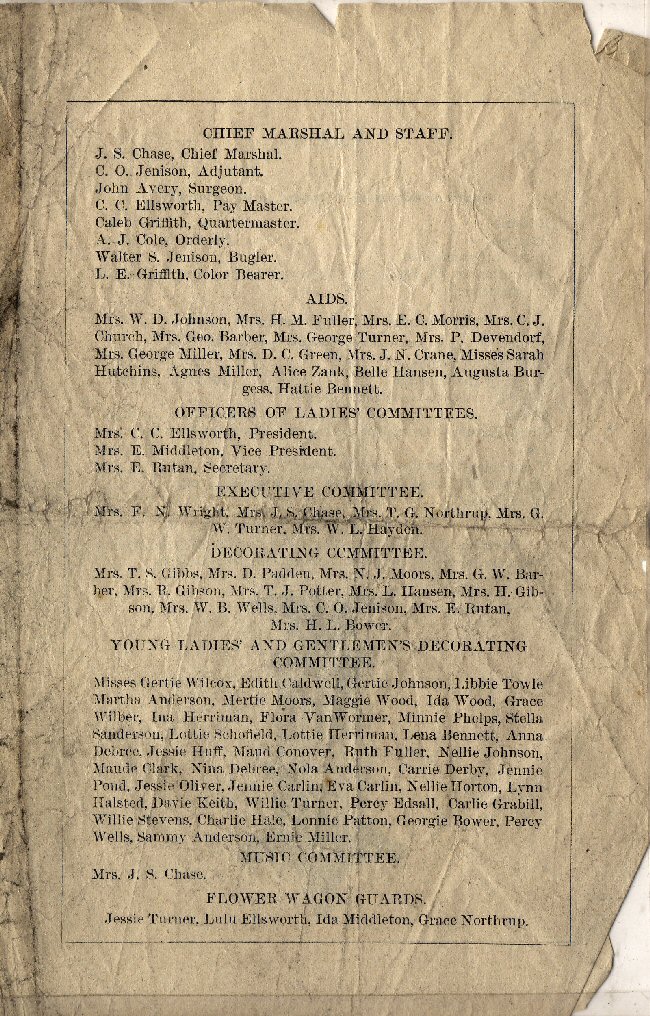 CHIEF MARSHAL AND STAFF.
J. S. Chase, Chief Marshal.
C. O. Jenison, Adjutant.
John Avery, Surgeon.
C. C. Ellsworth, Pay Master.
Caleb Griffith, Quartermaster.
A. J. Cole, Orderly.
Walter S. Jenison, Bugler.
L. E. Griffith, Color Bearer.
AIDS.
Mrs. W. D. Johnson, Mrs. H. M. Fuller, Mrs. E. C. Morris, Mrs. C. J.
Church, Mrs. Geo. Barber, Mrs. George Turner, Mrs. P. Devendorf,
Mrs. George Miller, Mrs. D. C. Green, Mrs. J. N. Crane, Misses Sarah
Hutchins, Agnes Miller, Alice Zank, Belle Hansen, Augusta Bur-
gess, Hattie Bennett.
OFFICERS OF LADIES' COMMITTEES.
Mrs. C. C. Ellsworth, President.
Mrs. E. Middleton, Vice President.
Mrs. E. Rutan, Secretary.
EXECUTIVE COMMITTEE.
Mrs. F. N. Wright, Mrs. J. S. Chase, Mrs. T. G. Northrup, Mrs. G.
W. Turner, Mrs. W. L. Hayden.
DECORATING COMMITTEE.
Mrs. T. S. Gibbs, Mrs. D. Padden, Mrs. N. J. Moors, Mrs. G. W. Bar-
ber, Mrs. R. Gibson, Mrs. T. J. Potter, Mrs. L. Hansen, Mrs. H. Gib-
son, Mrs. W. B. Wells, Mrs. C. O. Jenison, Mrs. E. Rutan,
Mrs. H. L. Bower.
YOUNG LADIES' AND GENTLEMEN'S DECORATING
COMMITTEE.
Misses Gertie Wilcox, Edith Caldwell, Gertie Johnson, Libbie Towle
Martha Anderson, Mertie Moors, Maggie Wood, Ida Wood, Grace
Wilber, Ina Herriman, Flora VanWormer, Minnie Phelps, Stella
Sanderson, Lottie Schofield, Lottie Herriman, Lena Bennett, Anna
Debree, Jessie Huff, Maud Conover, Ruth Fuller, Nellie Johnson,
Maude Clark, Nina Debree, Nola Anderson, Carrie Derby, Jennie
Pond, Jessie Oliver, Jennie Carlin, Eva Carlin, Nellie Horton, Lynn
Halsted, Davie Keith, Willie Turner, Percy Edsall, Carlie Grabill,
Willie Stevens, Charlie Hale, Lonnie Patton, Georgie Bower, Percy
Wells, Sammy Anderson, Ernie Miller.
MUSIC COMMITTEE.
Mrs. J. S. Chase.
FLOWER WAGON GUARDS.
Jessie Turner, Lulu Ellsworth, Ida Middleton, Grace Northrup.